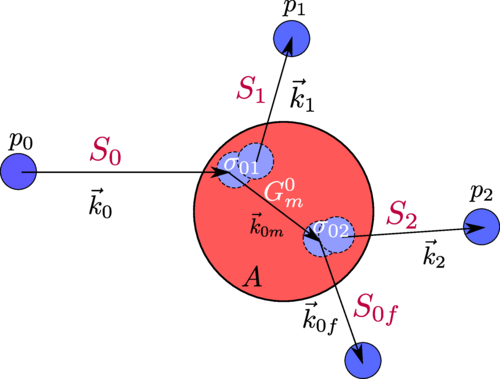 p₁
S₁
k⃗₁
p₀
S₀
σ₀₁
k⃗₀
G⁰ₘ
p₂
k⃗₀ₘ
σ₀₂
S₂
k⃗₂
A
k⃗₀f
S₀f